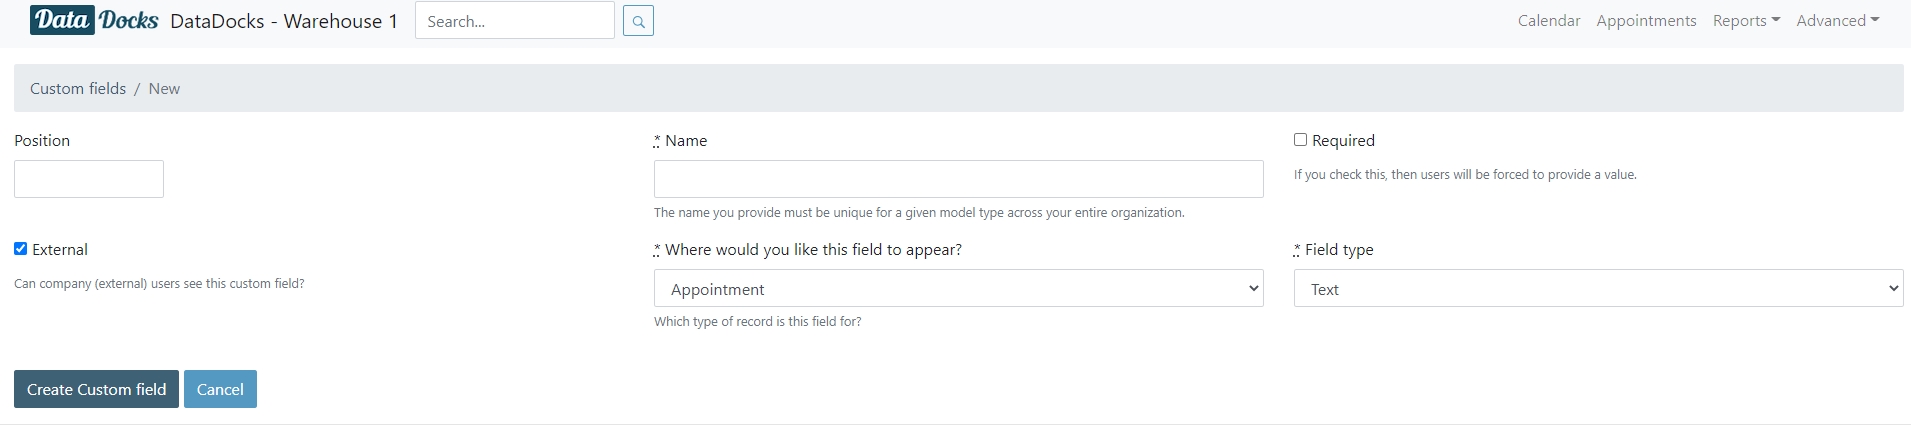 Data Docks DataDocks - Warehouse 1 Search... Calendar Appointments Reports Advanced
Custom fields / New
Position * Name Required
If you check this, then users will be forced to provide a value.
The name you provide must be unique for a given model type across your entire organization.
External * Where would you like this field to appear? * Field type
Can company (external) users see this custom field? Appointment Text
Which type of record is this field for?
Create Custom field Cancel